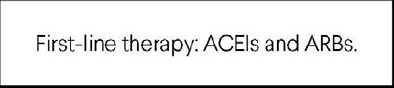 First-line therapy: ACEIs and ARBs.